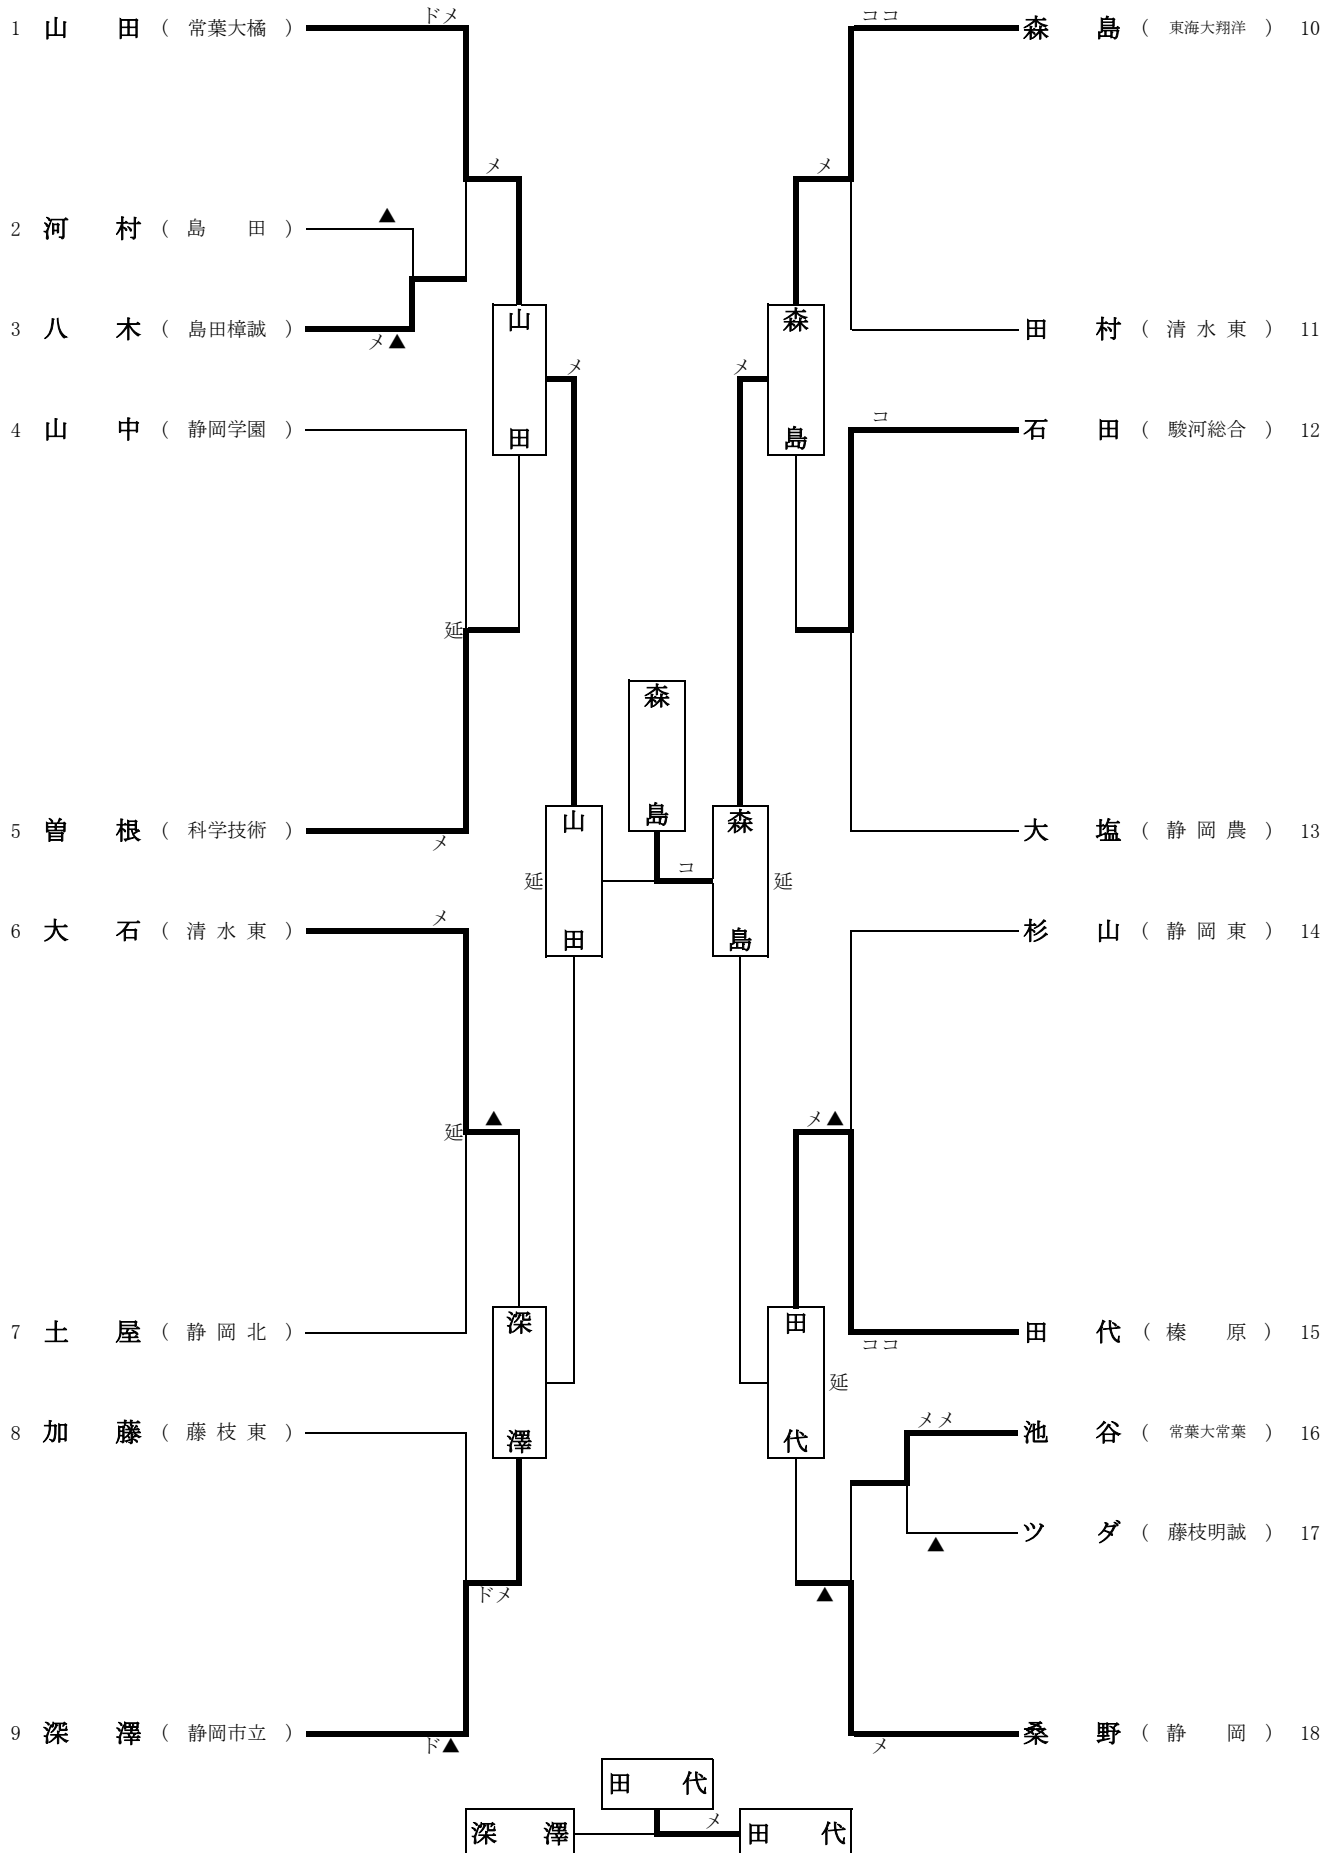 1 山 田 ( 常葉大橘 ) ドメ
ココ 森 島 ( 東海大翔洋 ) 10
メ
メ
2 河 村 ( 島 田 ) ▲
3 八 木 ( 島田樟誠 ) メ▲
山 田
森 島
田 村 ( 清 水 東 ) 11
メ
メ
4 山 中 ( 静岡学園 )
コ 石 田 ( 駿河総合 ) 12
延
森 島
5 曽 根 ( 科学技術 ) メ
山 田
森 島
大 塩 ( 静 岡 農 ) 13
延
コ
延
6 大 石 ( 清 水 東 ) メ
杉 山 ( 静 岡 東 ) 14
延 ▲
メ▲
7 土 屋 ( 静 岡 北 )
深 澤
田 代
田 代 ( 榛 原 ) 15
ココ
延
8 加 藤 ( 藤 枝 東 )
メメ 池 谷 ( 常葉大常葉 ) 16
ツ ダ ( 藤枝明誠 ) 17
▲
ドメ
▲
9 深 澤 ( 静岡市立 ) ド▲
メ 桑 野 ( 静 岡 ) 18
田 代
深 澤 メ 田 代